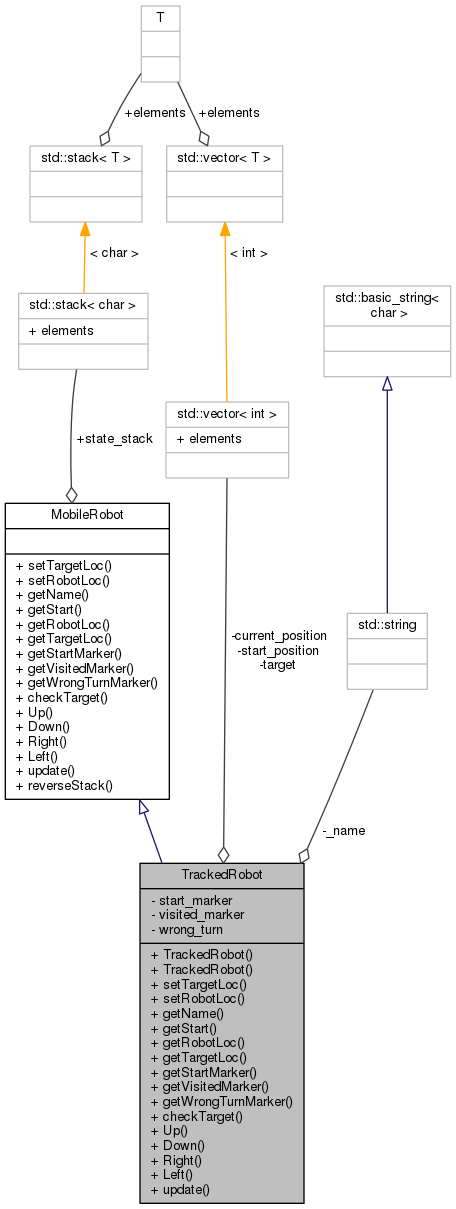 T
+elements
+elements
std::stack< T >
std::vector< T >
< char >
< int >
std::stack< char >
+ elements
std::basic_string<
char >
std::vector< int >
+ elements
+state_stack
MobileRobot
+ setTargetLoc()
+ setRobotLoc()
+ getName()
+ getStart()
+ getRobotLoc()
+ getTargetLoc()
+ getStartMarker()
+ getVisitedMarker()
+ getWrongTurnMarker()
+ checkTarget()
+ Up()
+ Down()
+ Right()
+ Left()
+ update()
+ reverseStack()
-current_position
-start_position
-target
std::string
-_name
TrackedRobot
- start_marker
- visited_marker
- wrong_turn
+ TrackedRobot()
+ TrackedRobot()
+ setTargetLoc()
+ setRobotLoc()
+ getName()
+ getStart()
+ getRobotLoc()
+ getTargetLoc()
+ getStartMarker()
+ getVisitedMarker()
+ getWrongTurnMarker()
+ checkTarget()
+ Up()
+ Down()
+ Right()
+ Left()
+ update()